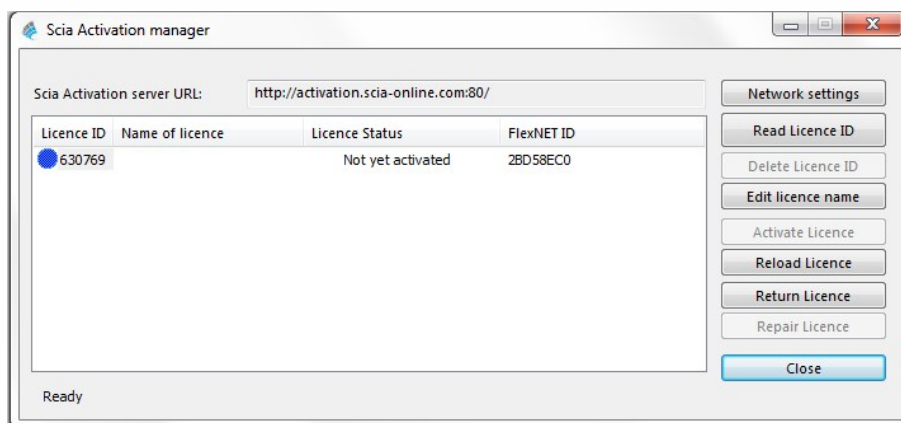 Scia Activation manager
Scia Activation server URL: http://activation.scia-online.com:80/
Network settings
Licence ID Name of licence Licence Status FlexNET ID
Read Licence ID
630769 Not yet activated 2BD58EC0
Delete Licence ID
Edit licence name
Activate Licence
Reload Licence
Return Licence
Repair Licence
Close
Ready